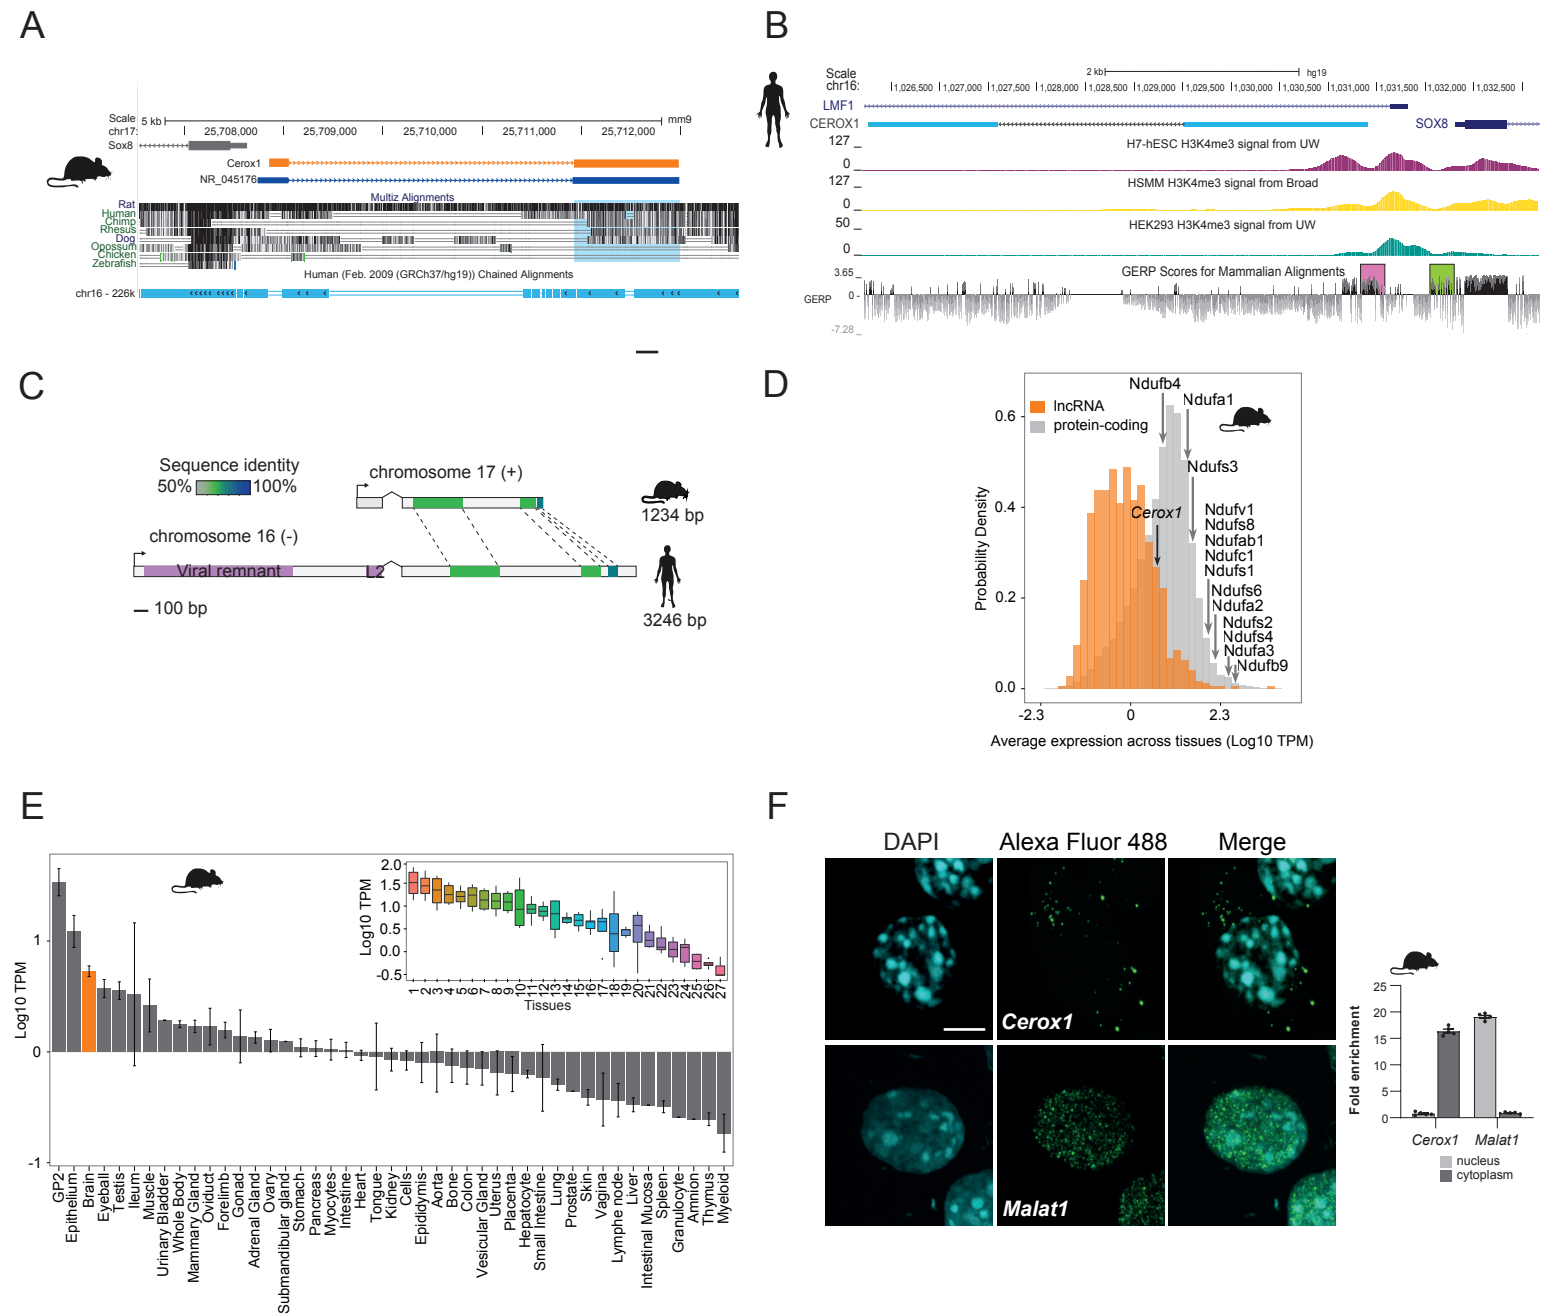 A
Scale
5 kb
mm9
chr17:
25,708,000
25,709,000
25,710,000
25,711,000
25,712,000
Sox8
Cerox1
NR_045176
Multiz Alignments
Rat
Human
Chimp
Rhesus
Dog
Opossum
Chicken
Zebrafish
Human (Feb. 2009 (GRCh37/hg19)) Chained Alignments
chr16 - 226k
B
Scale
2 kb
hg19
chr16:
1,026,500
1,027,000
1,027,500
1,028,000
1,028,500
1,029,000
1,029,500
1,030,000
1,030,500
1,031,000
1,031,500
1,032,000
1,032,500
LMF1
CEROX1
SOX8
127
H7-hESC H3K4me3 signal from UW
0
127
HSMM H3K4me3 signal from Broad
0
50
HEK293 H3K4me3 signal from UW
0
3.65
GERP Scores for Mammalian Alignments
GERP
0
-7.28
C
Sequence identity
50%
100%
chromosome 17 (+)
1234 bp
chromosome 16 (-)
Viral remnant
L2
100 bp
3246 bp
D
lncRNA
protein-coding
Ndufb4
Ndufa1
Ndufs3
Cerox1
Ndufv1
Ndufs8
Ndufab1
Ndufc1
Ndufs1
Ndufs6
Ndufa2
Ndufs2
Ndufs4
Ndufa3
Ndufb9
Probability Density
0.6
0.4
0.2
0.0
-2.3
0
2.3
Average expression across tissues (Log10 TPM)
E
Log10 TPM
1
0
-1
Log10 TPM
2.0
1.5
1.0
0.5
0.0
-0.5
1
2
3
4
5
6
7
8
9
10
11
12
13
14
15
16
17
18
19
20
21
22
23
24
25
26
27
Tissues
GP2
Epithelium
Brain
Eyeball
Testis
Ileum
Muscle
Urinary Bladder
Whole Body
Mammary Gland
Oviduct
Forelimb
Gonad
Adrenal Gland
Ovary
Submandibular gland
Stomach
Pancreas
Myocytes
Intestine
Heart
Tongue
Kidney
Cells
Epididymis
Aorta
Bone
Colon
Vesicular Gland
Uterus
Placenta
Hepatocyte
Small Intestine
Lung
Prostate
Skin
Vagina
Lymphe node
Liver
Intestinal Mucosa
Spleen
Granulocyte
Amnion
Thymus
Myeloid
F
DAPI
Alexa Fluor 488
Merge
Cerox1
Malat1
Fold enrichment
25
20
15
10
5
0
Cerox1
Malat1
nucleus
cytoplasm